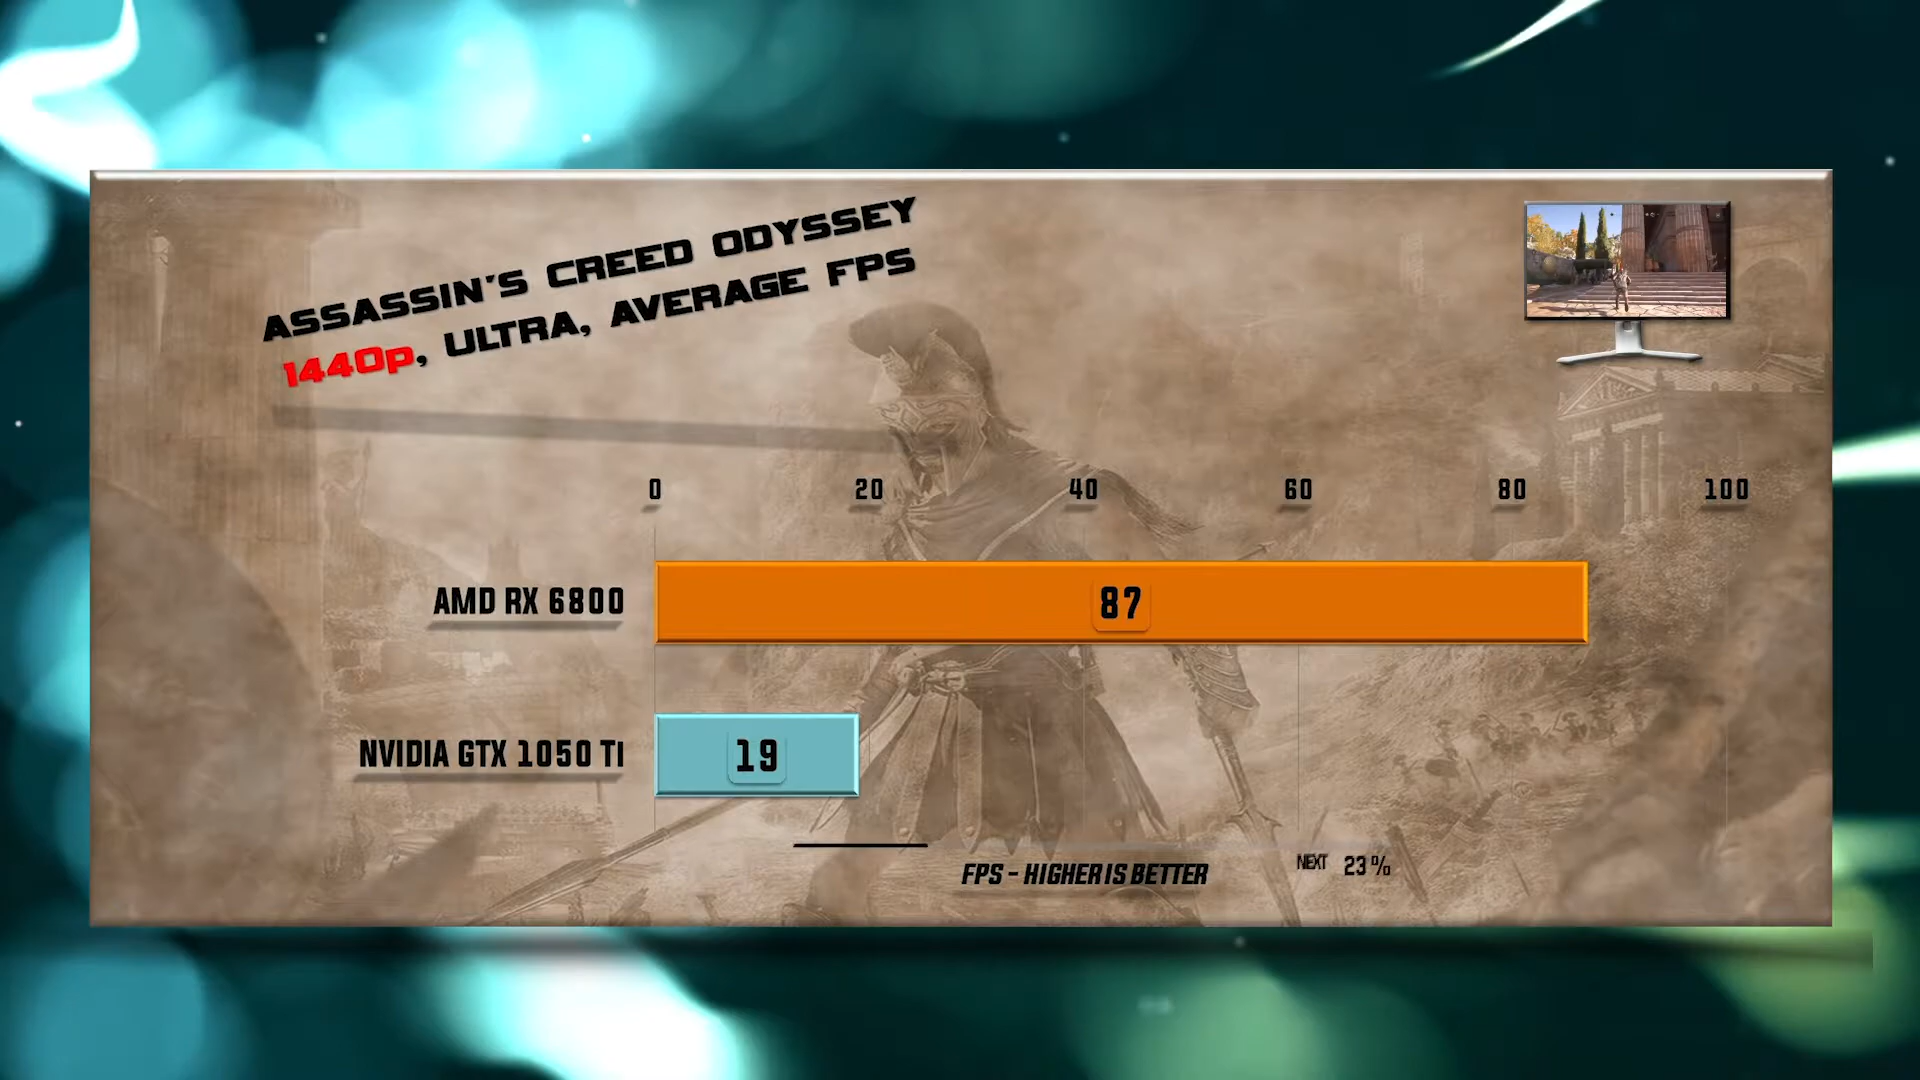 ASSASSIN'S CREED ODYSSEY
1440p, ULTRA, AVERAGE FPS
0 20 40 60 80 100
AMD RX 6800 87
NVIDIA GTX 1050 TI 19
FPS - HIGHER IS BETTER NEXT 23%